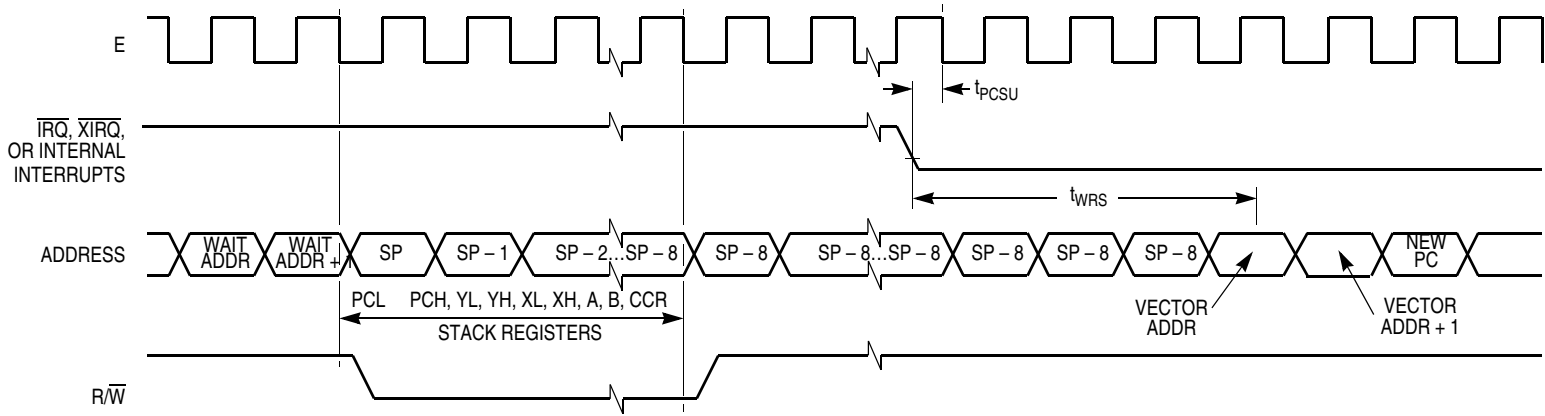 E
t_PCSU
IRQ, XIRQ,
OR INTERNAL
INTERRUPTS
t_WRS
ADDRESS
WAIT
ADDR
WAIT
ADDR + 1
SP
SP – 1
SP – 2...SP – 8
SP – 8
SP – 8...SP – 8
SP – 8
SP – 8
SP – 8
NEW
PC
PCL PCH, YL, YH, XL, XH, A, B, CCR
STACK REGISTERS
VECTOR
ADDR
VECTOR
ADDR + 1
R/W